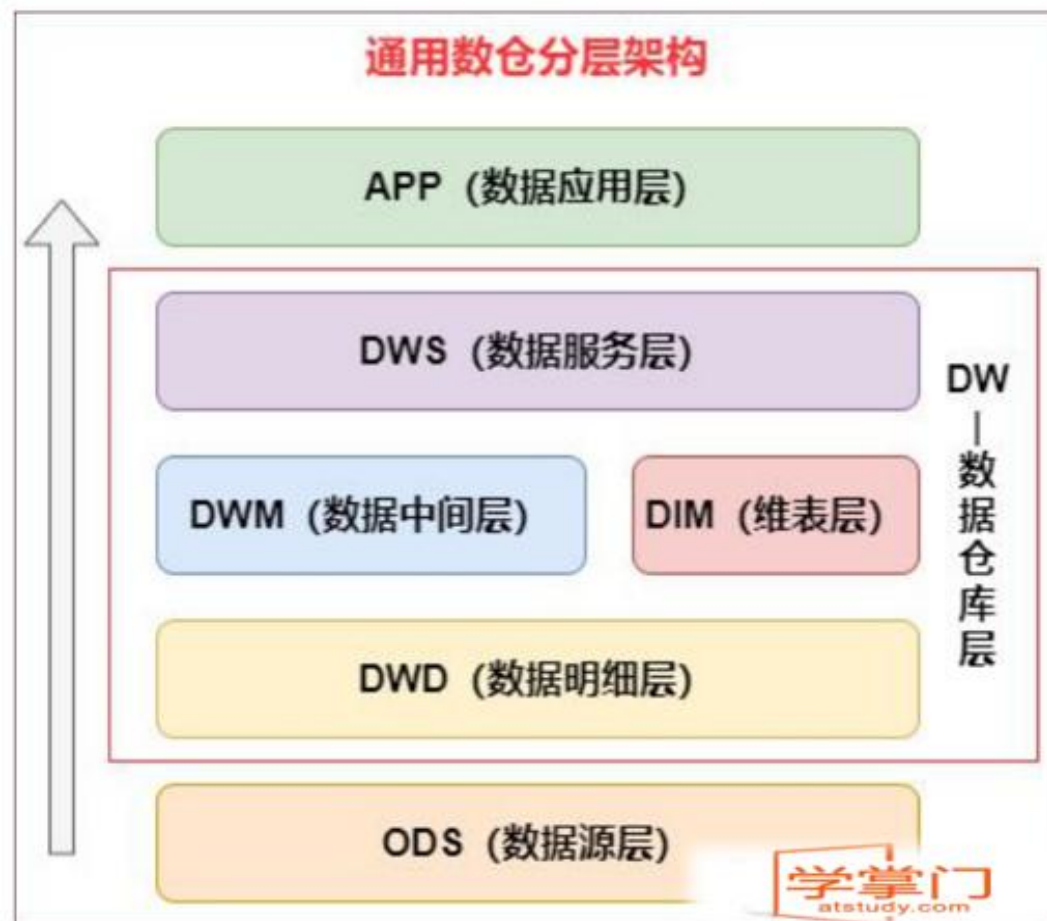 通用数仓分层架构
APP (数据应用层)
DWS (数据服务层)
DWM (数据中间层)
DIM (维表层)
DW
|
数
据
仓
库
层
DWD (数据明细层)
ODS (数据源层)
学掌门
atstudy.com